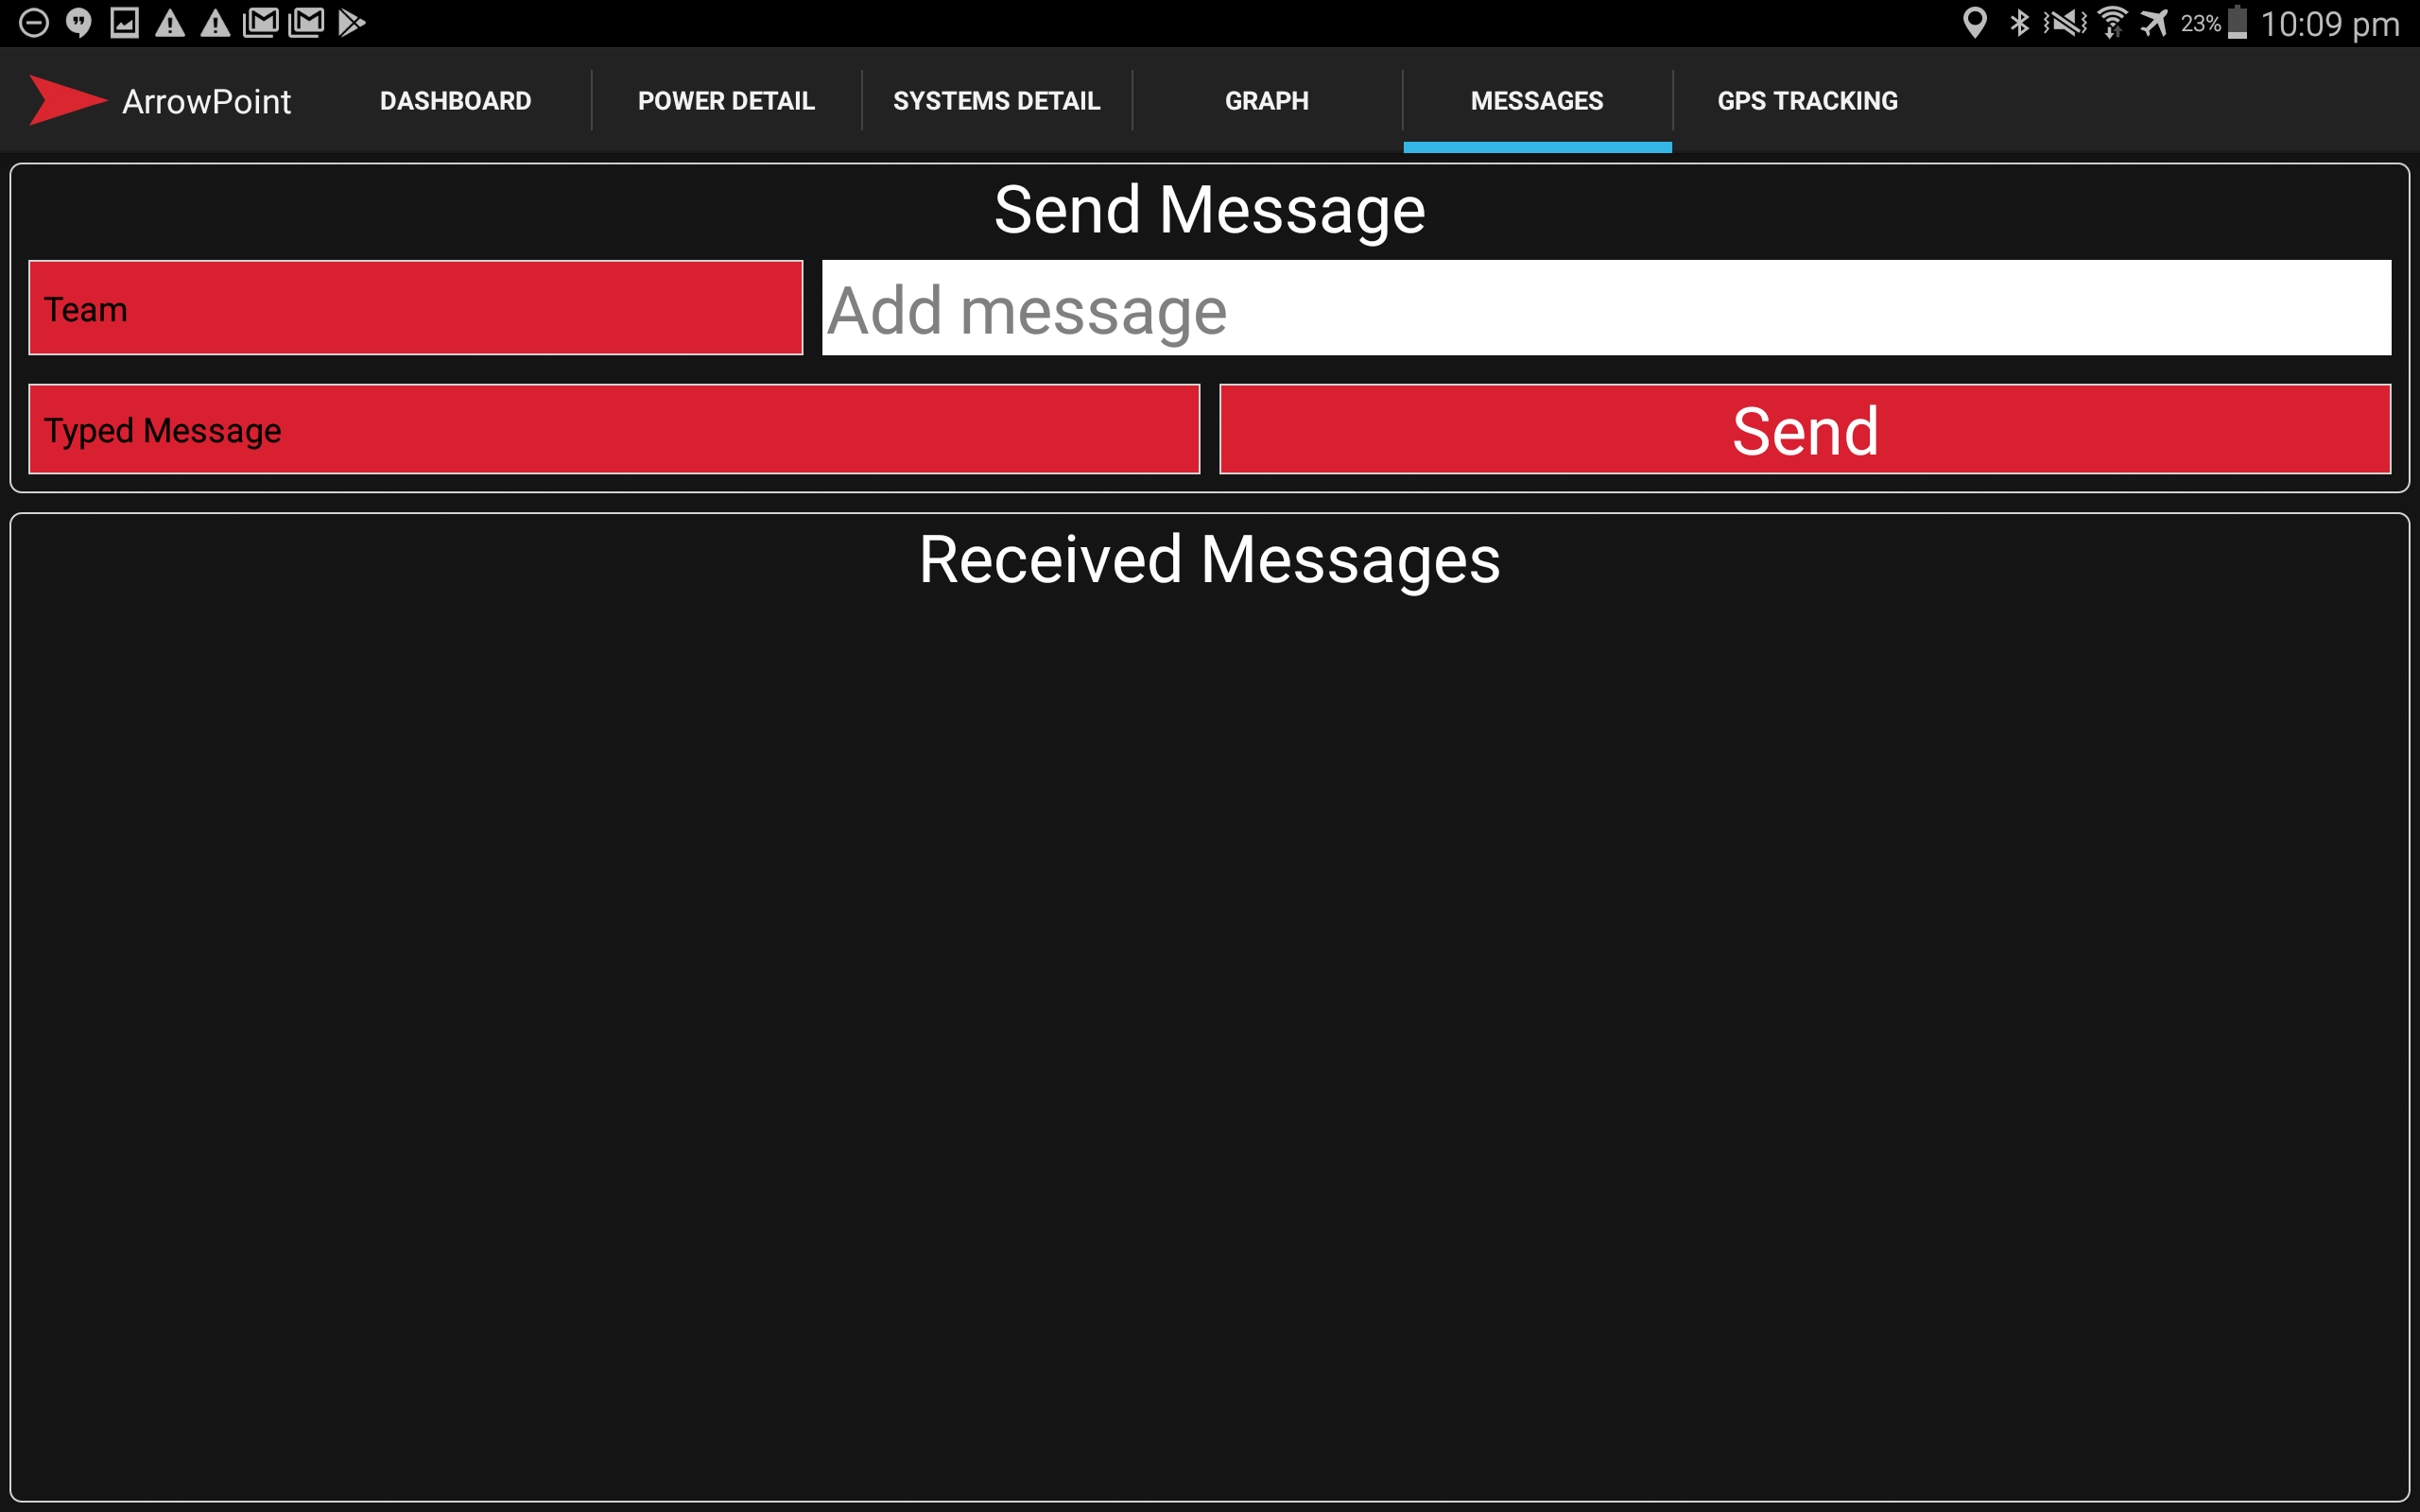 23% 10:09 pm
ArrowPoint DASHBOARD POWER DETAIL SYSTEMS DETAIL GRAPH MESSAGES GPS TRACKING
Send Message
Team Add message
Typed Message Send
Received Messages